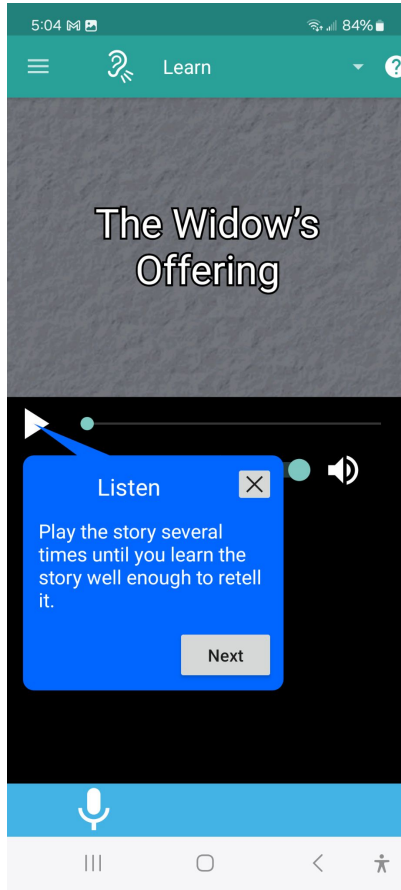 5:04 84%
Learn ?
The Widow's
Offering
Listen X
Play the story several
times until you learn the
story well enough to retell
it.
Next